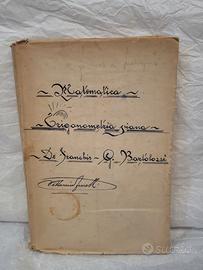 ~ Matematica ~
~ Trigonometria piana ~
De Franchis - G. Bartolozzi
Subito